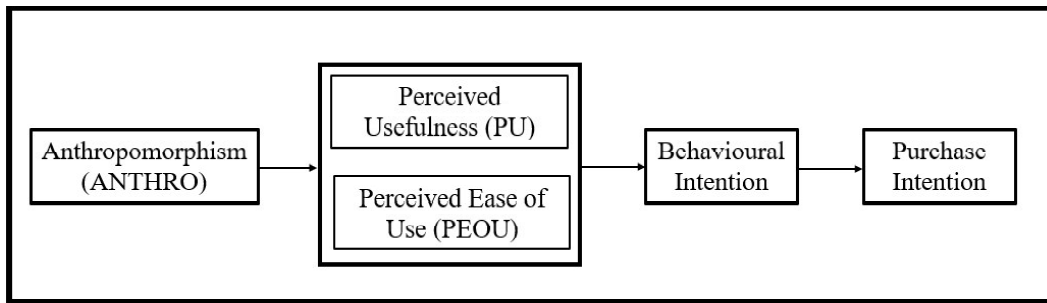 Anthropomorphism
(ANTHRO)
Perceived
Usefulness (PU)
Perceived Ease of
Use (PEOU)
Behavioural
Intention
Purchase
Intention